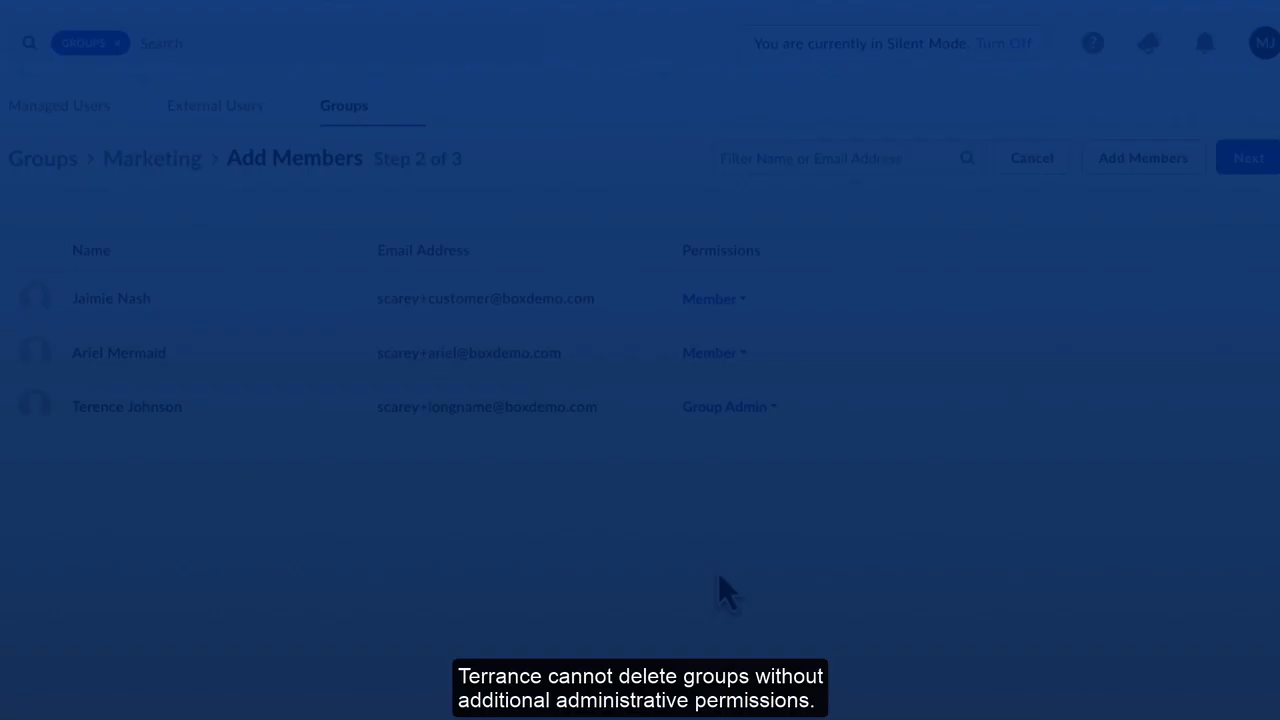 GROUPS × Search
You are currently in Silent Mode. Turn Off
? MJ
Managed Users External Users Groups
Groups > Marketing > Add Members Step 2 of 3
Filter Name or Email Address Cancel Add Members Next
Name Email Address Permissions
Jaimie Nash scarey+customer@boxdemo.com Member
Ariel Mermaid scarey+ariel@boxdemo.com Member
Terence Johnson scarey+longname@boxdemo.com Group Admin
Terrance cannot delete groups without
additional administrative permissions.